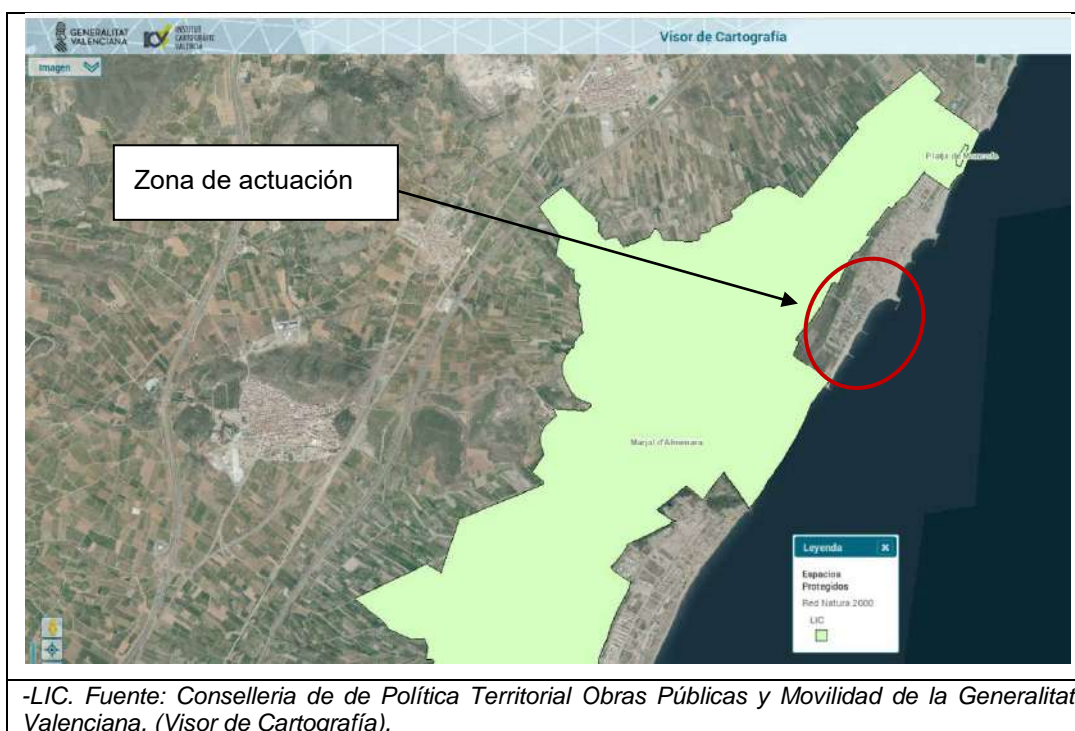 GENERALITAT
VALENCIANA
INSTITUT
CARTOGRÀFIC
VALENCIÀ
Visor de Cartografía
Imagen
Zona de actuación
Platja de Moncofa
Marjal d'Almenara
Leyenda x
Espacios
Protegidos
Red Natura 2000
LIC
-LIC. Fuente: Conselleria de de Política Territorial Obras Públicas y Movilidad de la Generalitat
Valenciana. (Visor de Cartografía).